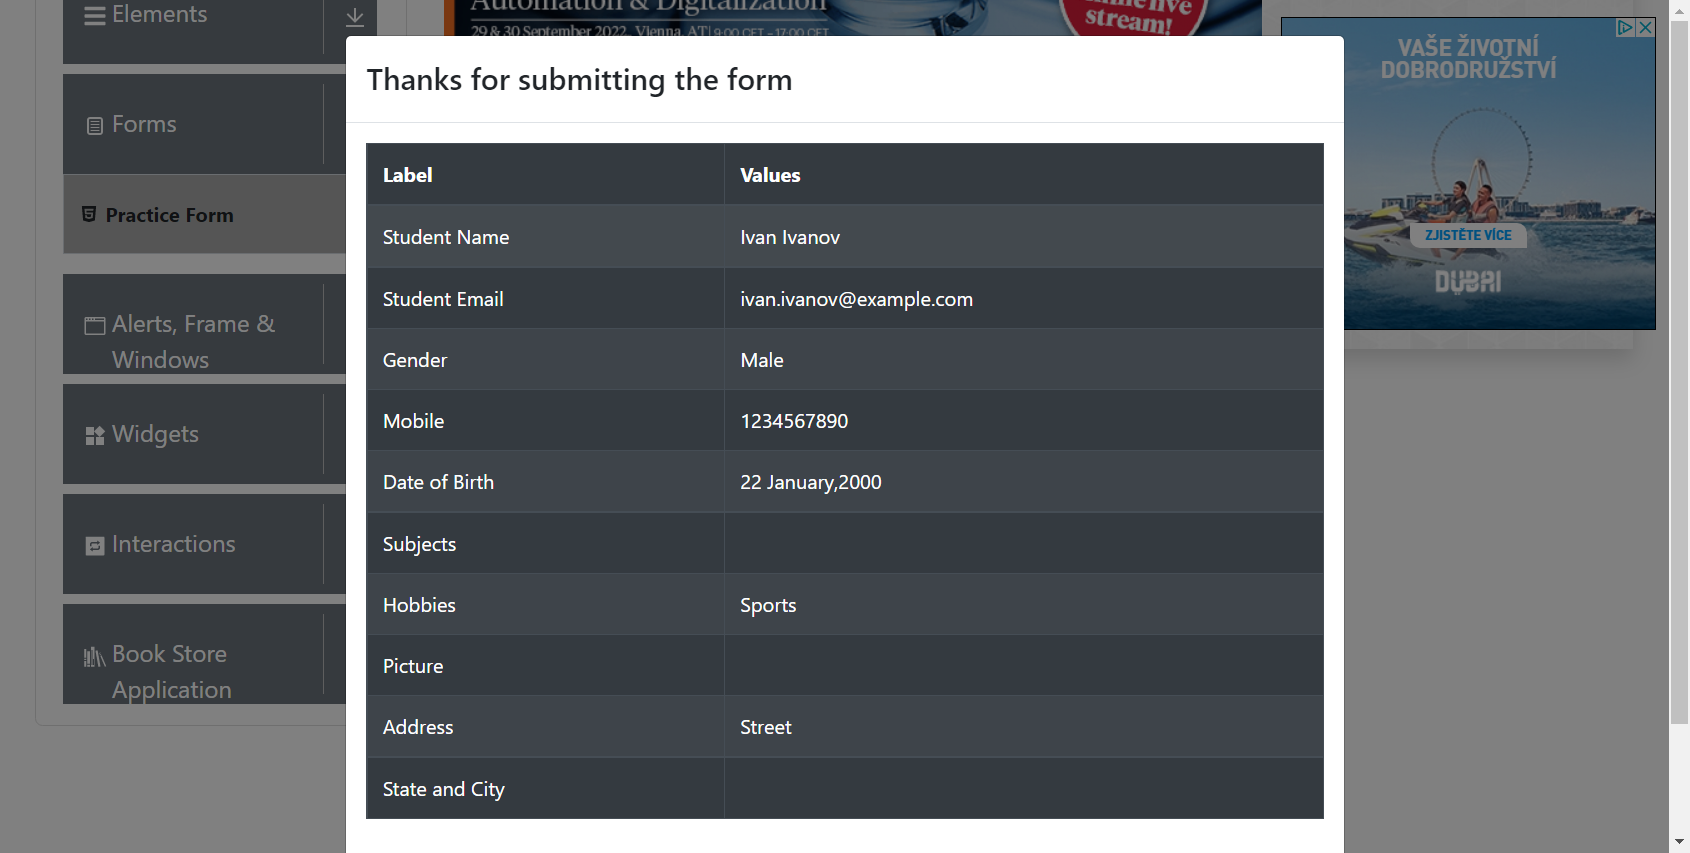 Elements
Automation & Digitalization
29 & 30 September 2022, Vienna, AT | 9:00 CET - 17:00 CET
live
stream!
VAŠE ŽIVOTNÍ
DOBRODRUŽSTVÍ
ZJISTĚTE VÍCE
DUBAI
Forms
Practice Form
Alerts, Frame &
Windows
Widgets
Interactions
Book Store
Application
Thanks for submitting the form
Label Values
Student Name Ivan Ivanov
Student Email ivan.ivanov@example.com
Gender Male
Mobile 1234567890
Date of Birth 22 January,2000
Subjects
Hobbies Sports
Picture
Address Street
State and City